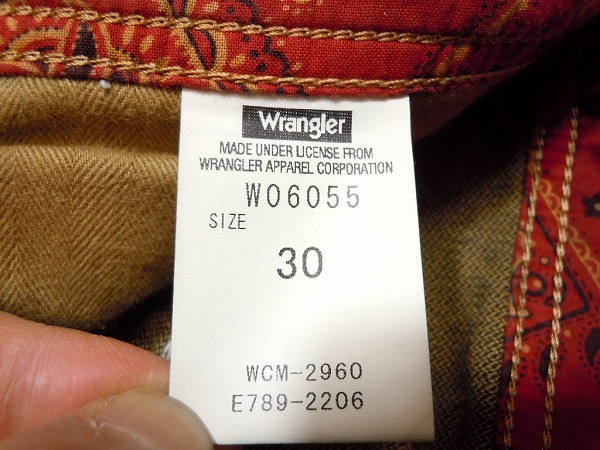 Wrangler
MADE UNDER LICENSE FROM
WRANGLER APPAREL CORPORATION
W06055
SIZE
30
WCM-2960
E789-2206